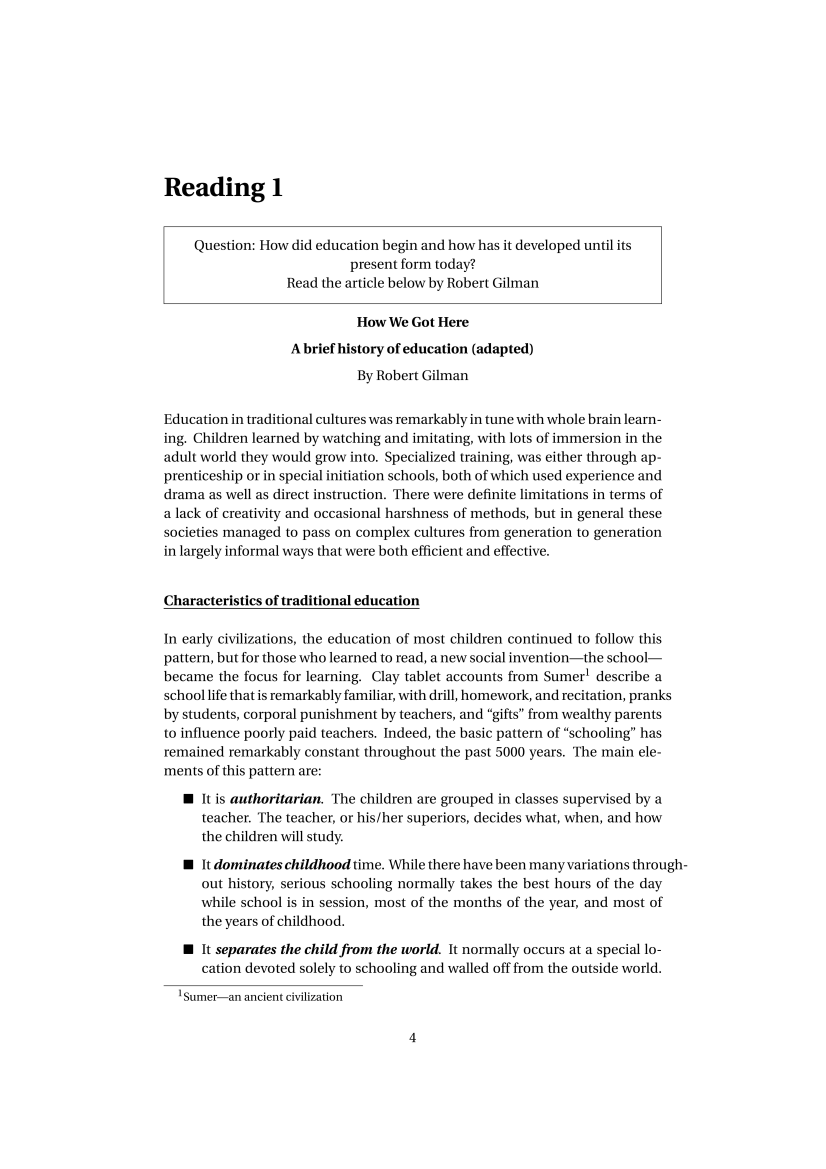 Reading 1
Question: How did education begin and how has it developed until its
present form today?
Read the article below by Robert Gilman
How We Got Here
A brief history of education (adapted)
By Robert Gilman
Education in traditional cultures was remarkably in tune with whole brain learn-
ing. Children learned by watching and imitating, with lots of immersion in the
adult world they would grow into. Specialized training, was either through ap-
prenticeship or in special initiation schools, both of which used experience and
drama as well as direct instruction. There were definite limitations in terms of
a lack of creativity and occasional harshness of methods, but in general these
societies managed to pass on complex cultures from generation to generation
in largely informal ways that were both efficient and effective.
Characteristics of traditional education
In early civilizations, the education of most children continued to follow this
pattern, but for those who learned to read, a new social invention—the school—
became the focus for learning. Clay tablet accounts from Sumer¹ describe a
school life that is remarkably familiar, with drill, homework, and recitation, pranks
by students, corporal punishment by teachers, and “gifts” from wealthy parents
to influence poorly paid teachers. Indeed, the basic pattern of “schooling” has
remained remarkably constant throughout the past 5000 years. The main ele-
ments of this pattern are:
■ It is authoritarian. The children are grouped in classes supervised by a
teacher. The teacher, or his/her superiors, decides what, when, and how
the children will study.
■ It dominates childhood time. While there have been many variations through-
out history, serious schooling normally takes the best hours of the day
while school is in session, most of the months of the year, and most of
the years of childhood.
■ It separates the child from the world. It normally occurs at a special lo-
cation devoted solely to schooling and walled off from the outside world.
¹Sumer—an ancient civilization
4